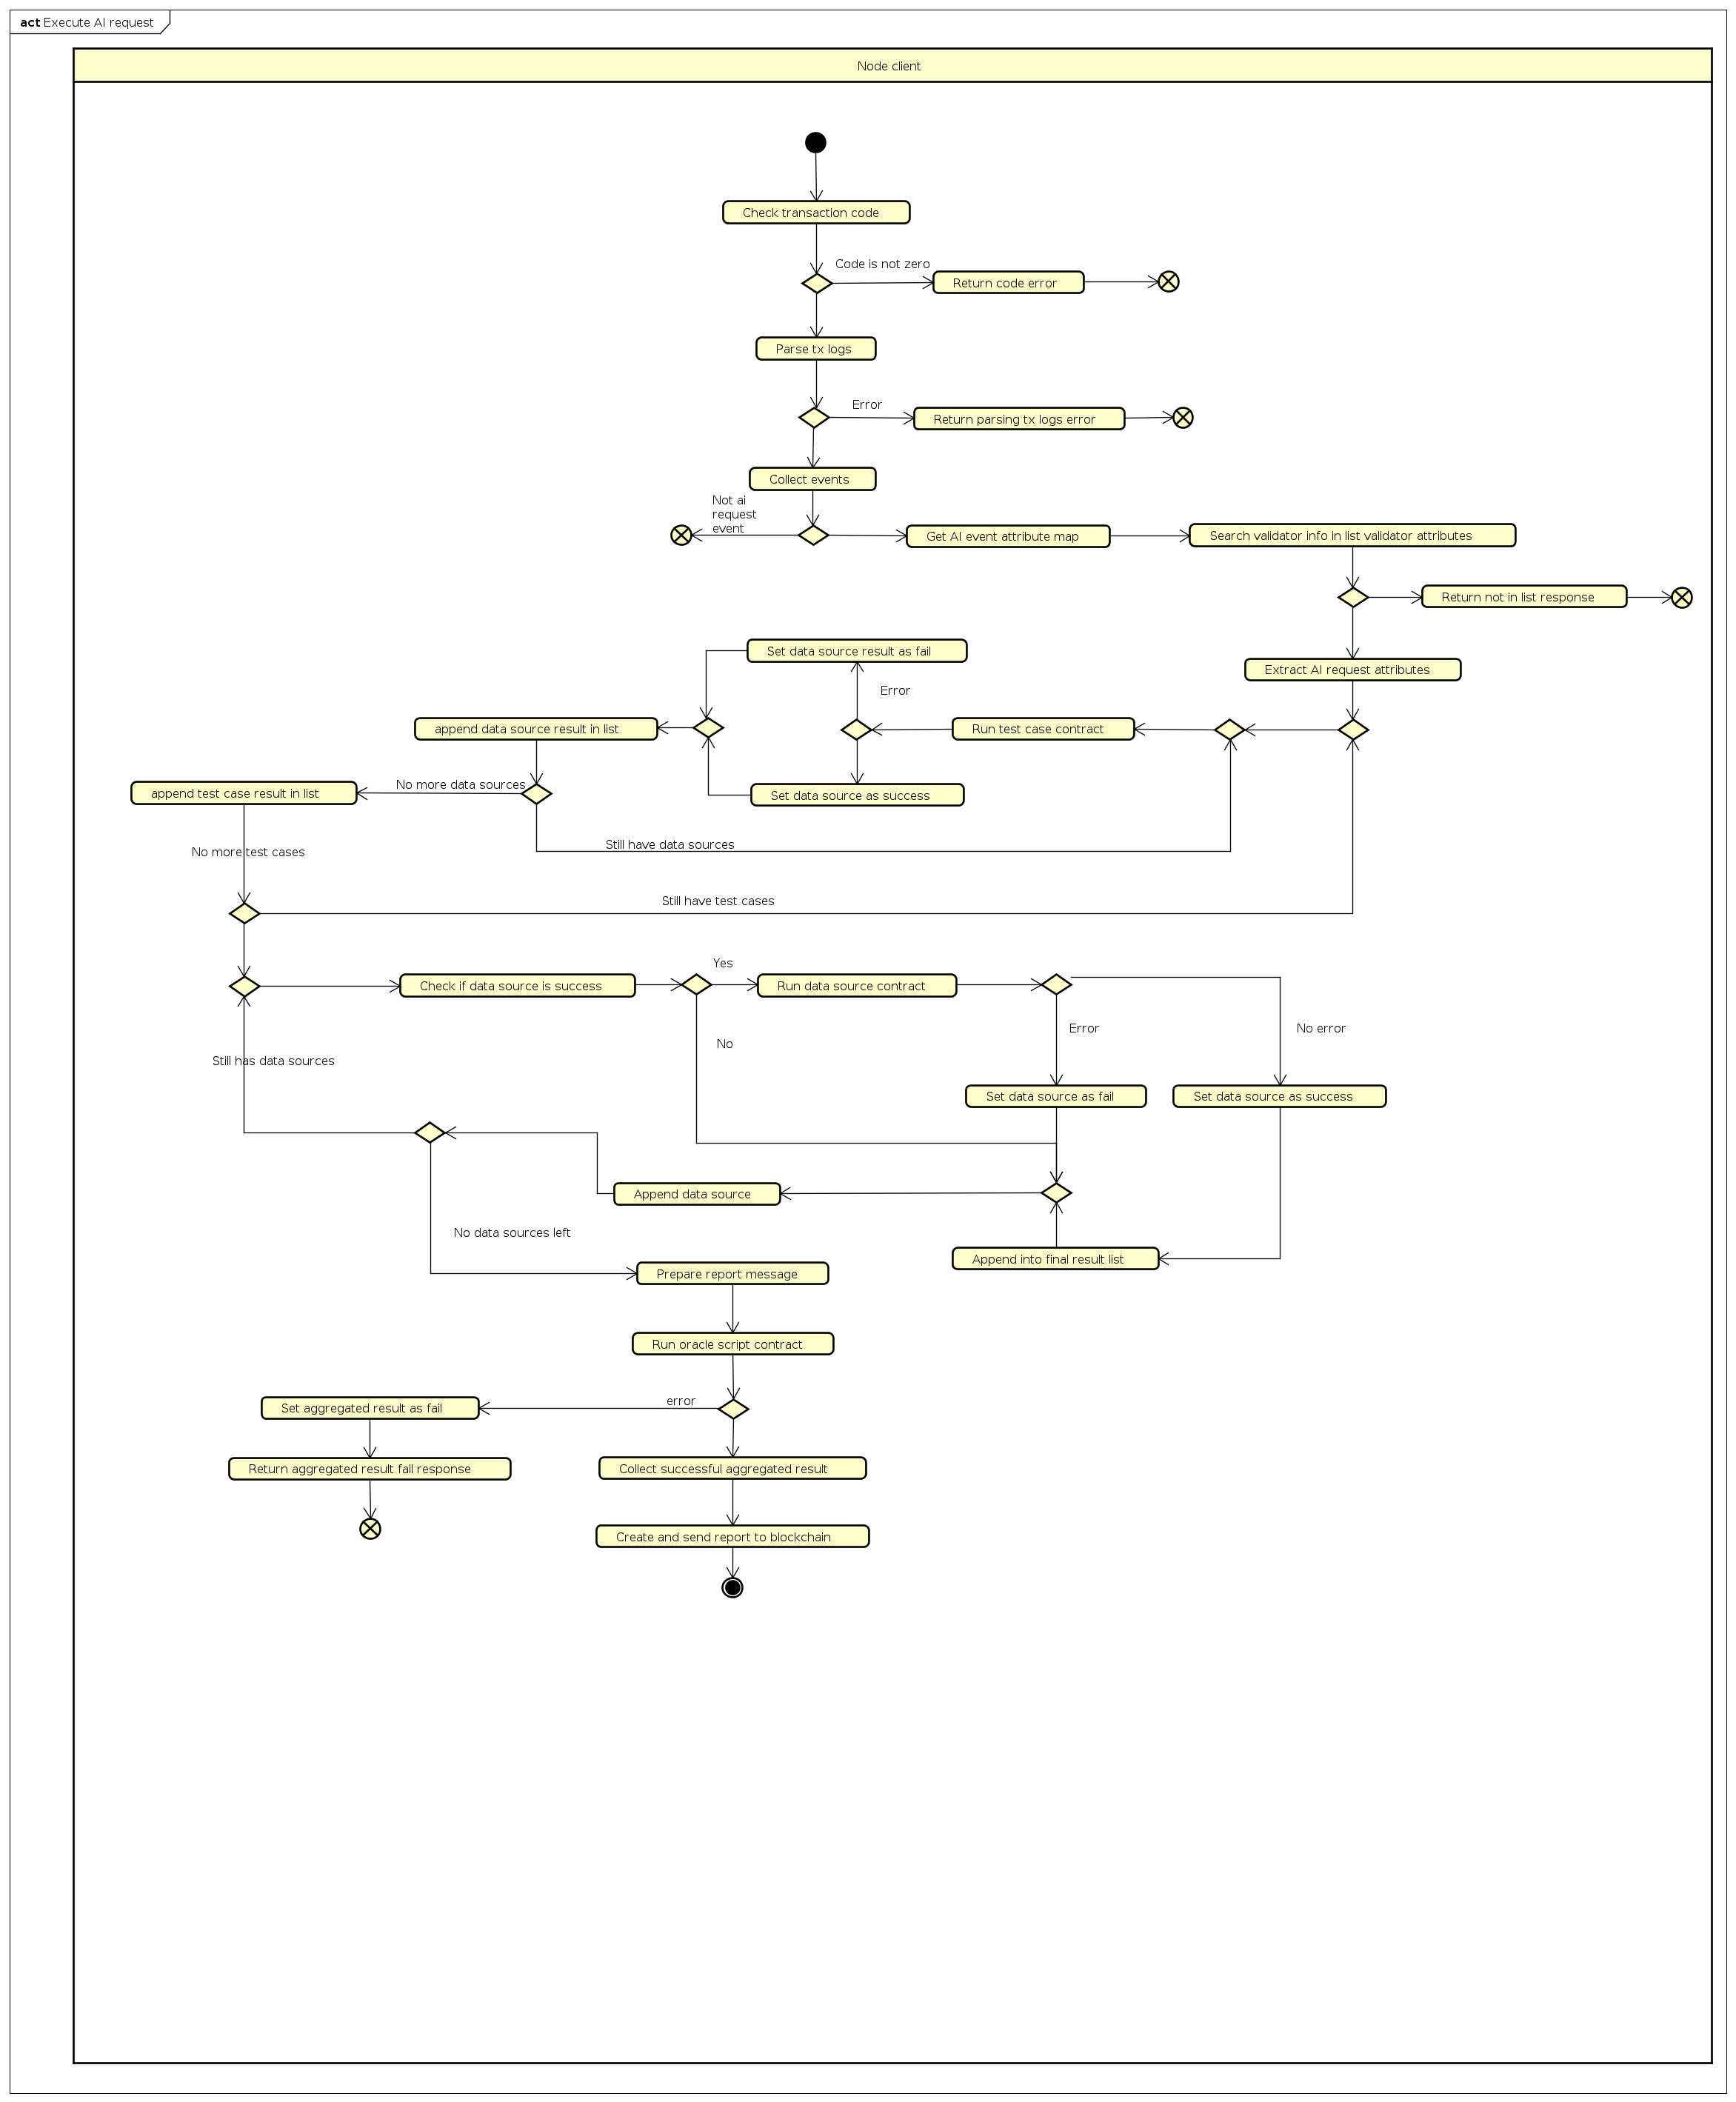 act Execute AI request
Node client
Check transaction code
Code is not zero
Return code error
Parse tx logs
Error
Return parsing tx logs error
Collect events
Not ai
request
event
Get AI event attribute map
Search validator info in list validator attributes
Return not in list response
Set data source result as fail
Extract AI request attributes
Error
append data source result in list
Run test case contract
No more data sources
append test case result in list
Set data source as success
Still have data sources
No more test cases
Still have test cases
Yes
Check if data source is success
Run data source contract
Error
No error
No
Still has data sources
Set data source as fail
Set data source as success
Append data source
No data sources left
Append into final result list
Prepare report message
Run oracle script contract
error
Set aggregated result as fail
Return aggregated result fail response
Collect successful aggregated result
Create and send report to blockchain